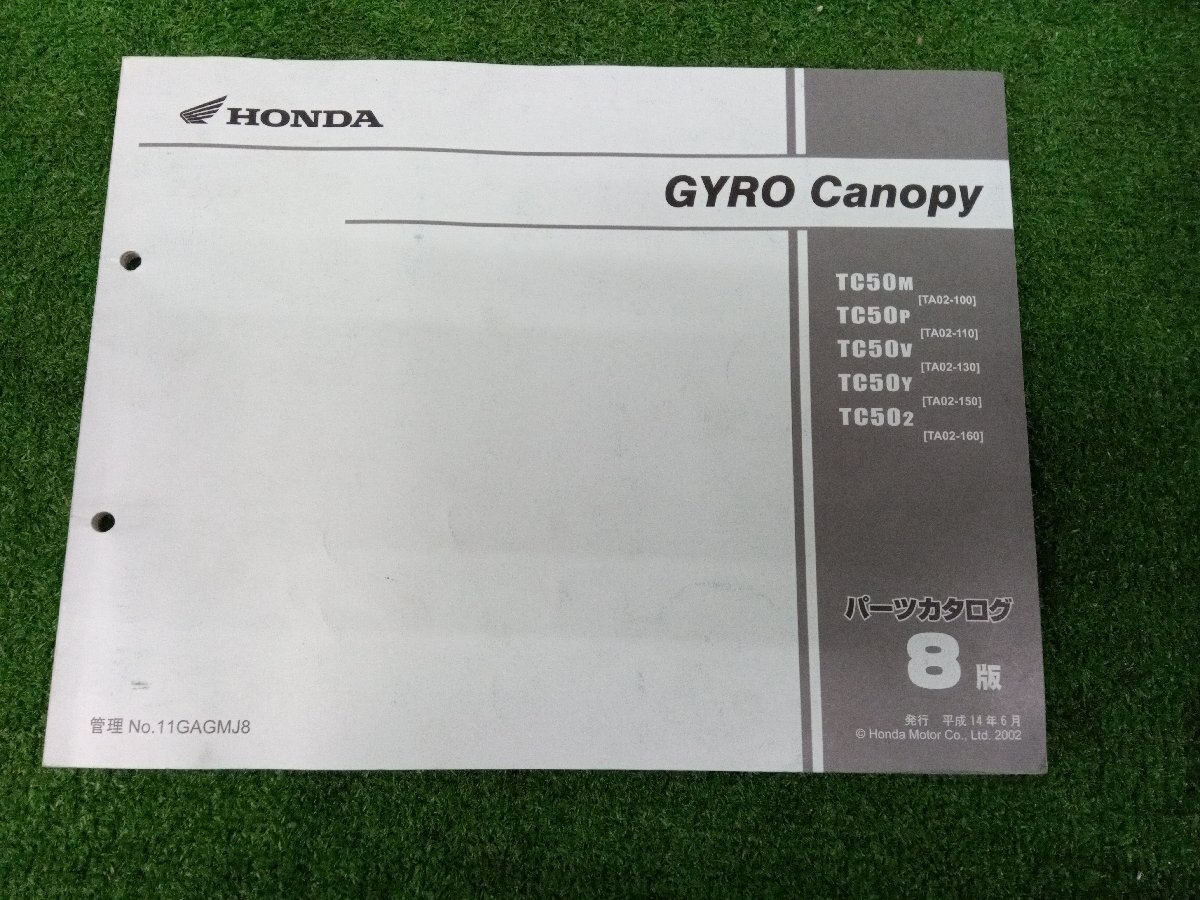 HONDA
GYRO Canopy
TC50M
[TA02-100]
TC50P
[TA02-110]
TC50V
[TA02-130]
TC50Y
[TA02-150]
TC502
[TA02-160]
パーツカタログ
8版
管理 No.11GAGMJ8
発行 平成14年6月
© Honda Motor Co., Ltd. 2002